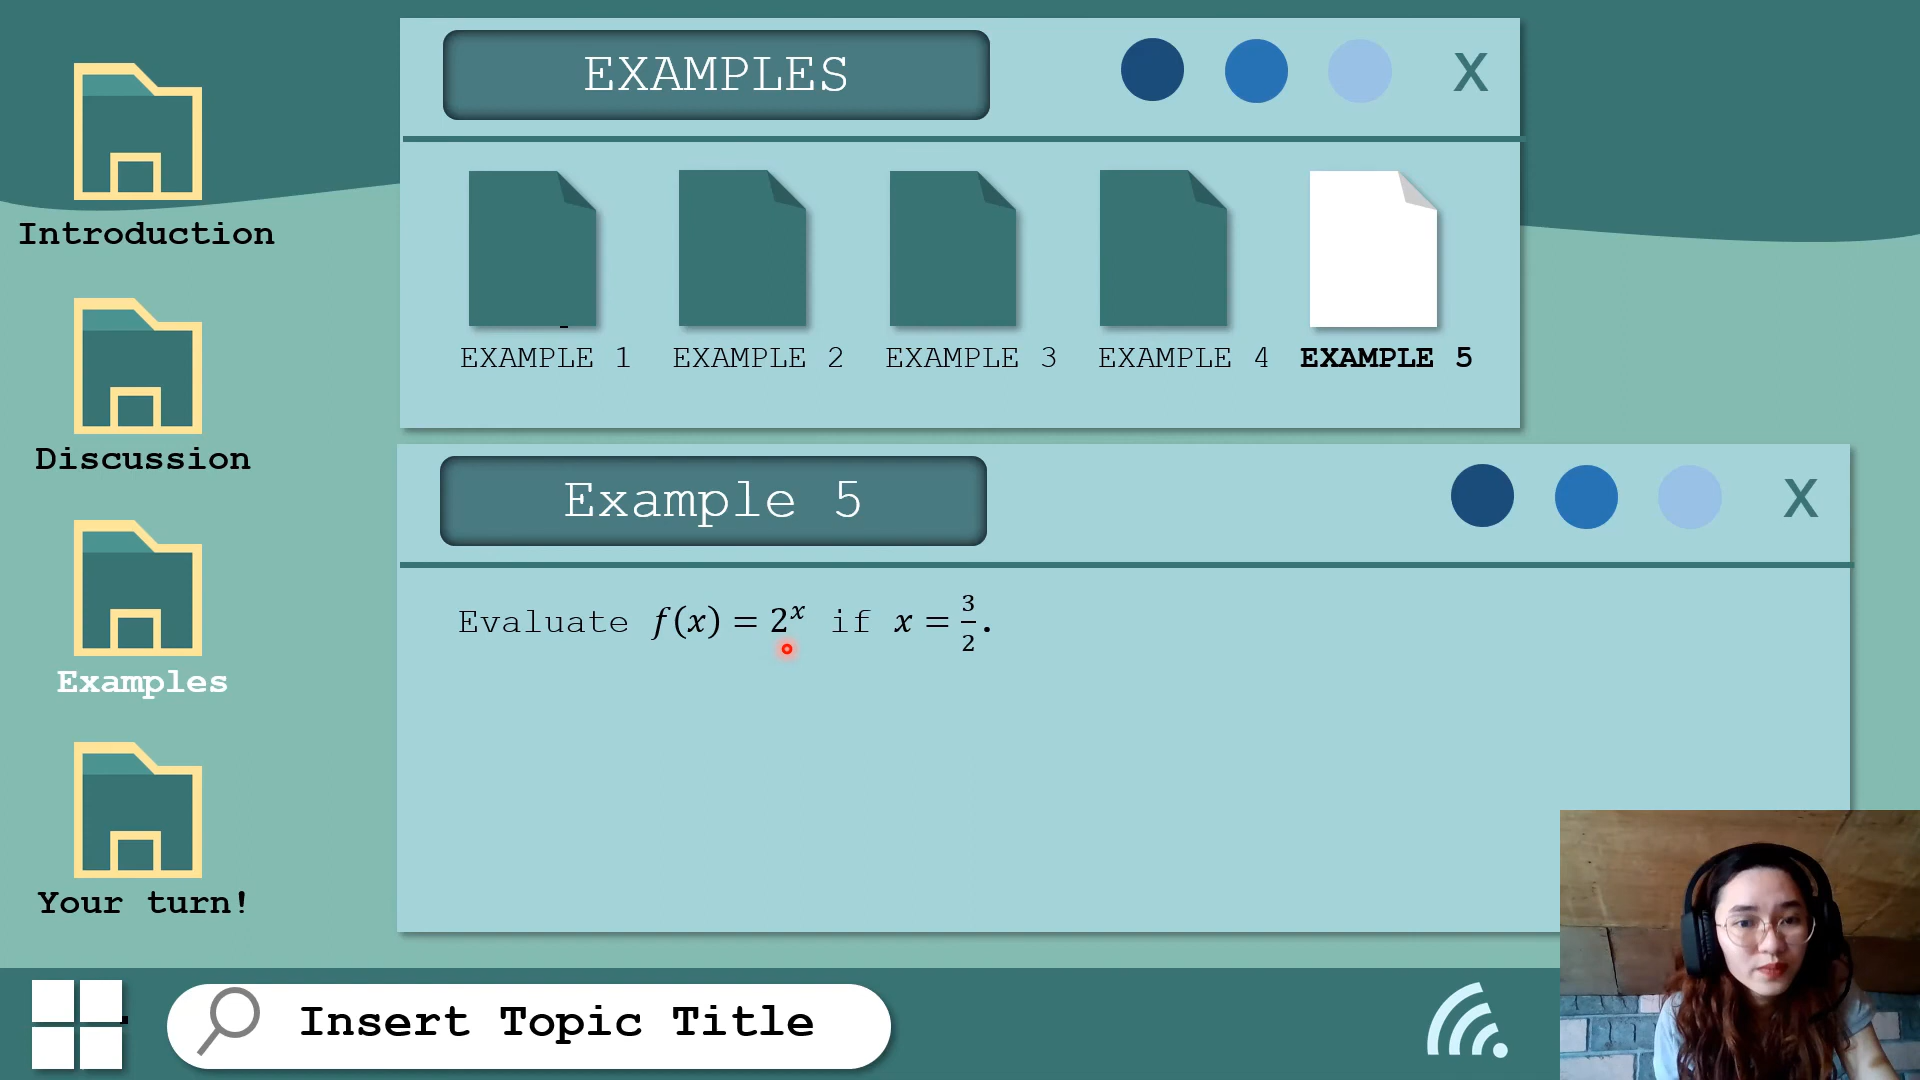 EXAMPLES
X
Introduction
EXAMPLE 1
EXAMPLE 2
EXAMPLE 3
EXAMPLE 4
EXAMPLE 5
Discussion
Example 5
X
Evaluate f(x) = 2^x if x = 3/2.
Examples
Your turn!
Insert Topic Title